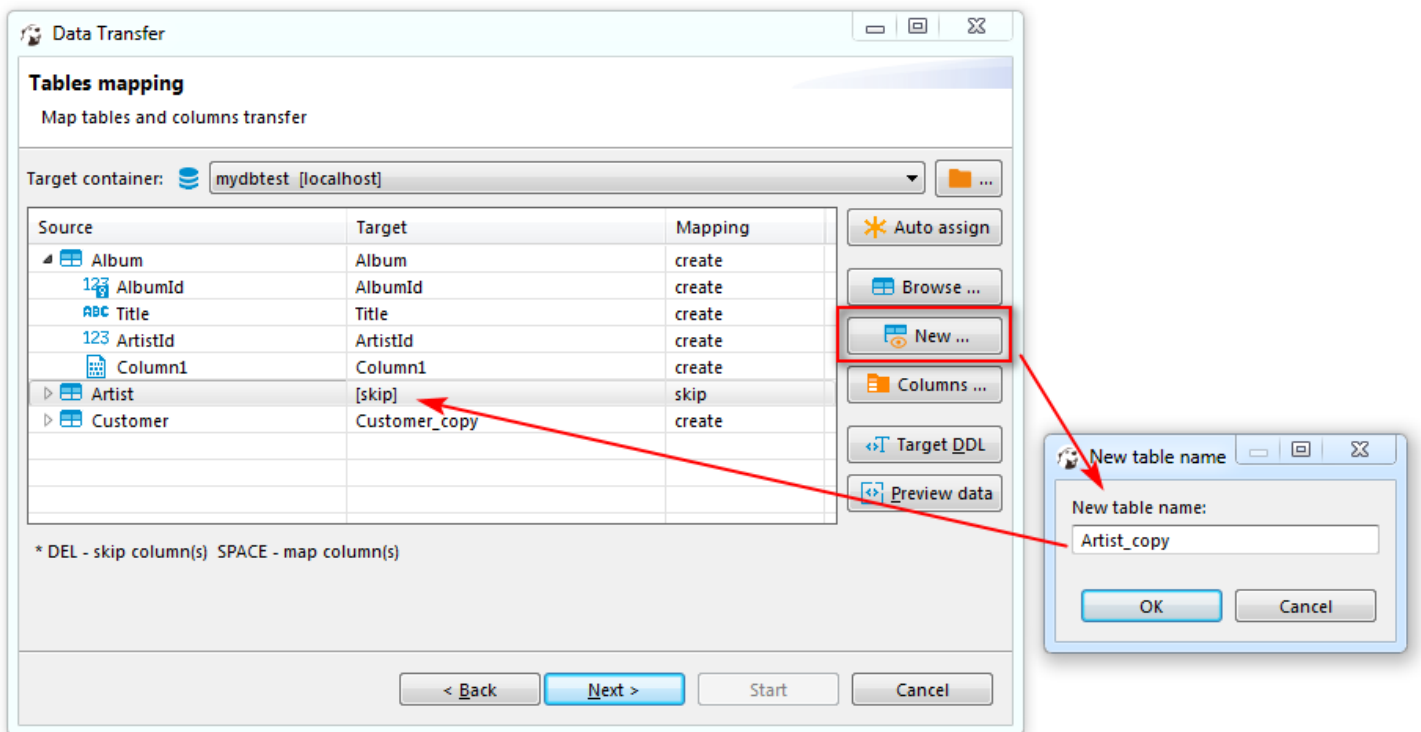 Data Transfer
Tables mapping
Map tables and columns transfer
Target container: mydbtest [localhost] ...
Source Target Mapping Auto assign
Album Album create
123 AlbumId AlbumId create Browse ...
ABC Title Title create
123 ArtistId ArtistId create New ...
Column1 Column1 create
Artist [skip] skip Columns ...
Customer Customer_copy create
Target DDL
Preview data
* DEL - skip column(s) SPACE - map column(s)
< Back Next > Start Cancel
New table name
New table name:
Artist_copy
OK Cancel